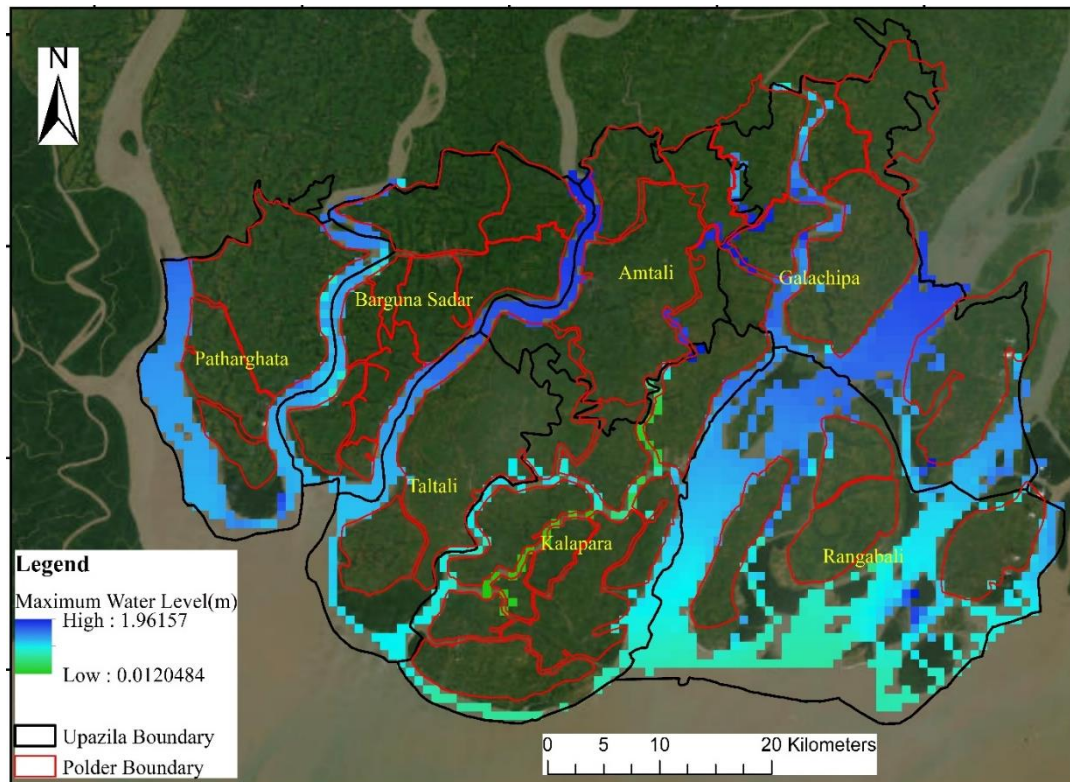 N
Amtali
Galachipa
Barguna Sadar
Patharghata
Taltali
Kalapara
Rangabali
Legend
Maximum Water Level(m)
High : 1.96157
Low : 0.0120484
Upazila Boundary
Polder Boundary
0 5 10 20 Kilometers